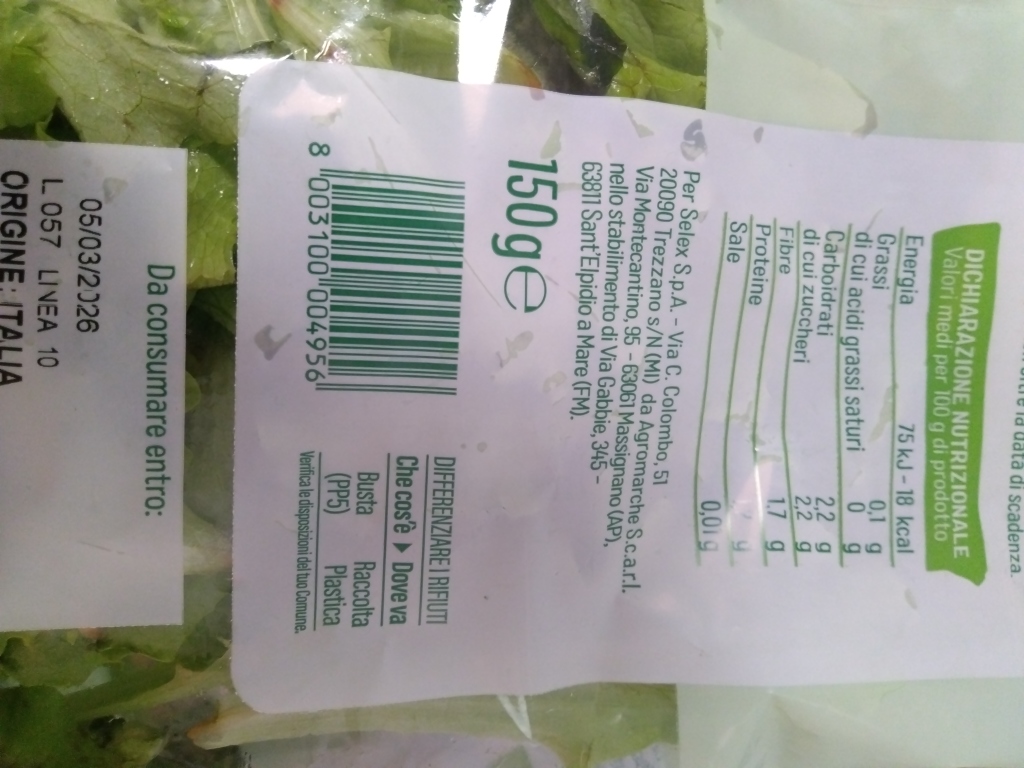 la data di scadenza.
DICHIARAZIONE NUTRIZIONALE
Valori medi per 100 g di prodotto
Energia 75 kJ - 18 kcal
Grassi 0,1 g
di cui acidi grassi saturi 0 g
Carboidrati 2,2 g
di cui zuccheri 2,2 g
Fibre 1,7 g
Proteine g
Sale 0,01 g
Per Selex S.p.A. - Via C. Colombo, 51
20090 Trezzano s/N (MI) da Agromarche S.c.a.r.l.
Via Montecantino, 95 - 63061 Massignano (AP),
nello stabilimento di Via Gabbie, 345 -
63811 Sant'Elpidio a Mare (FM).
150g e
8 003100 004956
DIFFERENZIARE I RIFIUTI
Che cos'è ▶ Dove va
Busta Raccolta
(PP5) Plastica
Verifica le disposizioni del tuo Comune.
Da consumare entro:
05/03/2026
L 057 LINEA 10
ORIGINE: ITALIA